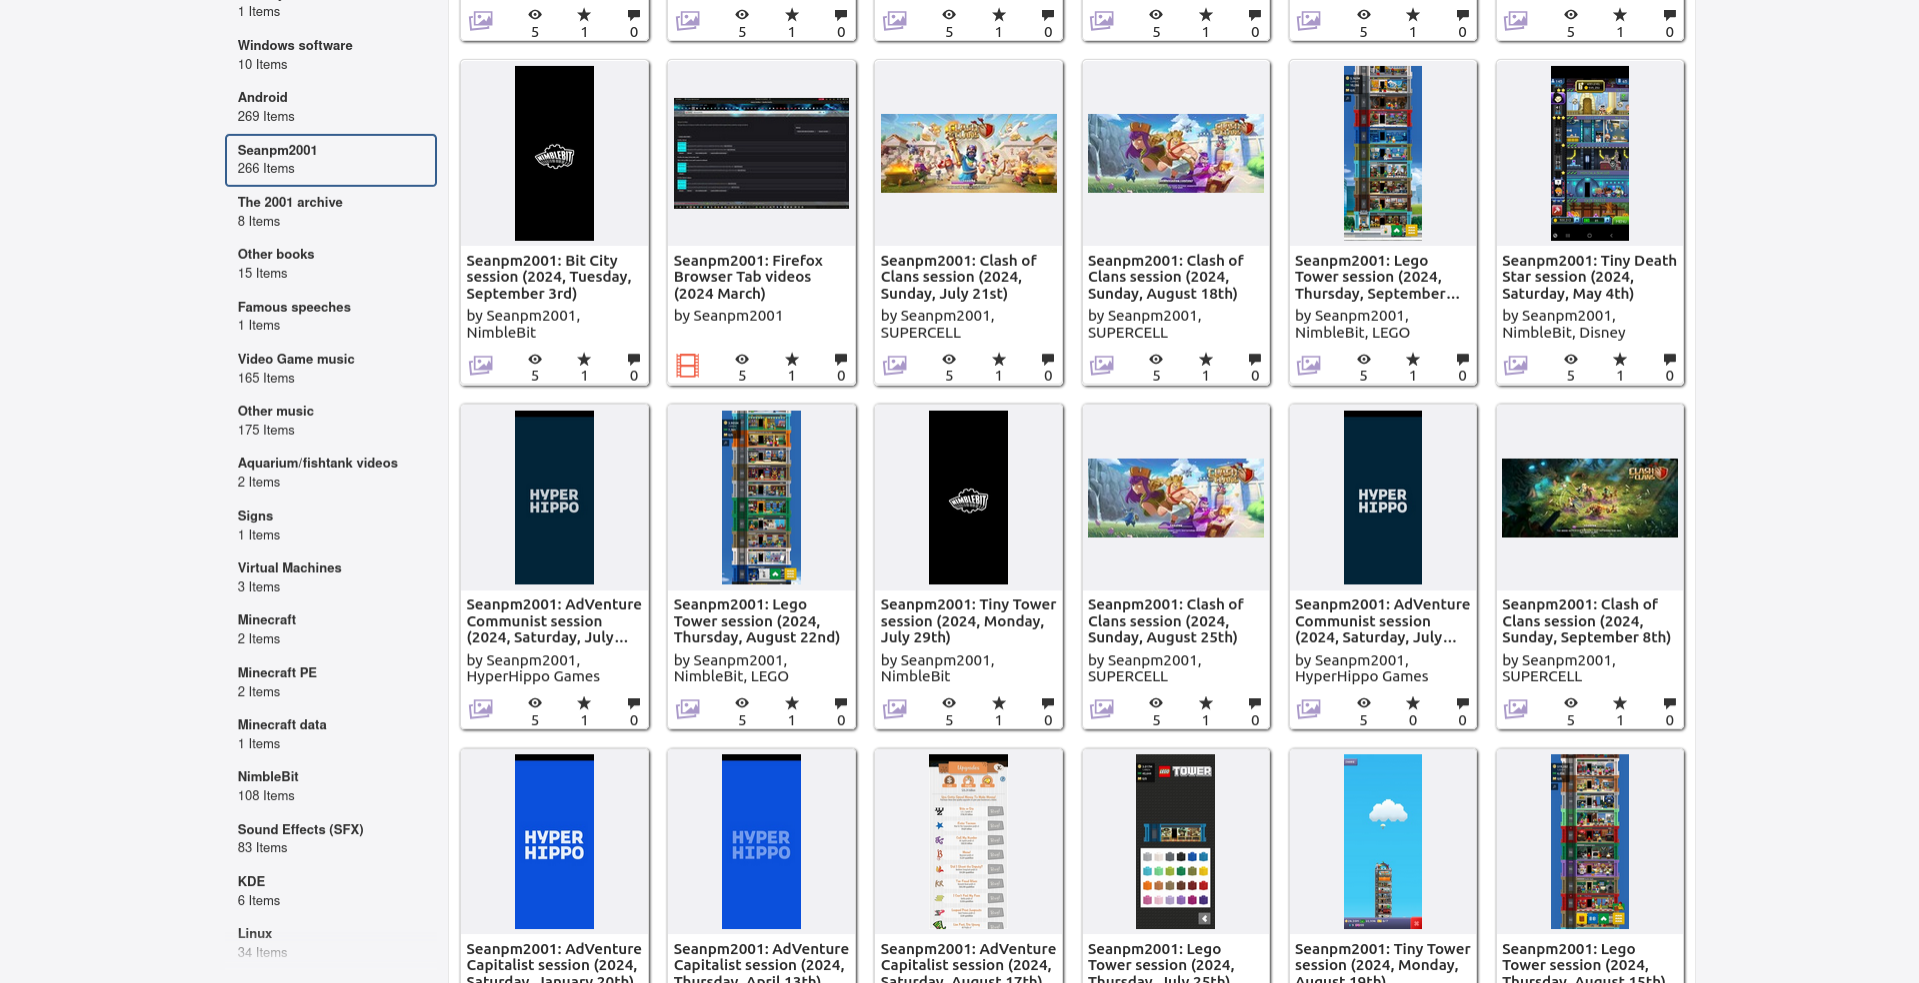 1 Items
Windows software
10 Items
Android
269 Items
Seanpm2001
266 Items
The 2001 archive
8 Items
Other books
15 Items
Famous speeches
1 Items
Video Game music
165 Items
Other music
175 Items
Aquarium/fishtank videos
2 Items
Signs
1 Items
Virtual Machines
3 Items
Minecraft
2 Items
Minecraft PE
2 Items
Minecraft data
1 Items
NimbleBit
108 Items
Sound Effects (SFX)
83 Items
KDE
6 Items
Linux
34 Items
5 1 0
5 1 0
5 1 0
5 1 0
5 1 0
5 1 0
NIMBLEBIT
Seanpm2001: Bit City
session (2024, Tuesday,
September 3rd)
by Seanpm2001,
NimbleBit
5 1 0
Seanpm2001: Firefox
Browser Tab videos
(2024 March)
by Seanpm2001
5 1 0
Seanpm2001: Clash of
Clans session (2024,
Sunday, July 21st)
by Seanpm2001,
SUPERCELL
5 1 0
Seanpm2001: Clash of
Clans session (2024,
Sunday, August 18th)
by Seanpm2001,
SUPERCELL
5 1 0
Seanpm2001: Lego
Tower session (2024,
Thursday, September...
by Seanpm2001,
NimbleBit, LEGO
5 1 0
Seanpm2001: Tiny Death
Star session (2024,
Saturday, May 4th)
by Seanpm2001,
NimbleBit, Disney
5 1 0
HYPER
HIPPO
Seanpm2001: AdVenture
Communist session
(2024, Saturday, July...
by Seanpm2001,
HyperHippo Games
5 1 0
Seanpm2001: Lego
Tower session (2024,
Thursday, August 22nd)
by Seanpm2001,
NimbleBit, LEGO
5 1 0
NIMBLEBIT
Seanpm2001: Tiny Tower
session (2024, Monday,
July 29th)
by Seanpm2001,
NimbleBit
5 1 0
Seanpm2001: Clash of
Clans session (2024,
Sunday, August 25th)
by Seanpm2001,
SUPERCELL
5 1 0
HYPER
HIPPO
Seanpm2001: AdVenture
Communist session
(2024, Saturday, July...
by Seanpm2001,
HyperHippo Games
5 0 0
CLASH
Seanpm2001: Clash of
Clans session (2024,
Sunday, September 8th)
by Seanpm2001,
SUPERCELL
5 1 0
HYPER
HIPPO
Seanpm2001: AdVenture
Capitalist session (2024,
Saturday, January 20th)
HYPER
HIPPO
Seanpm2001: AdVenture
Capitalist session (2024,
Thursday, April 13th)
Upgrades
Seanpm2001: AdVenture
Capitalist session (2024,
Saturday, August 17th)
LEGO TOWER
Seanpm2001: Lego
Tower session (2024,
Thursday, July 25th)
Seanpm2001: Tiny Tower
session (2024, Monday,
August 19th)
Seanpm2001: Lego
Tower session (2024,
Thursday, August 15th)